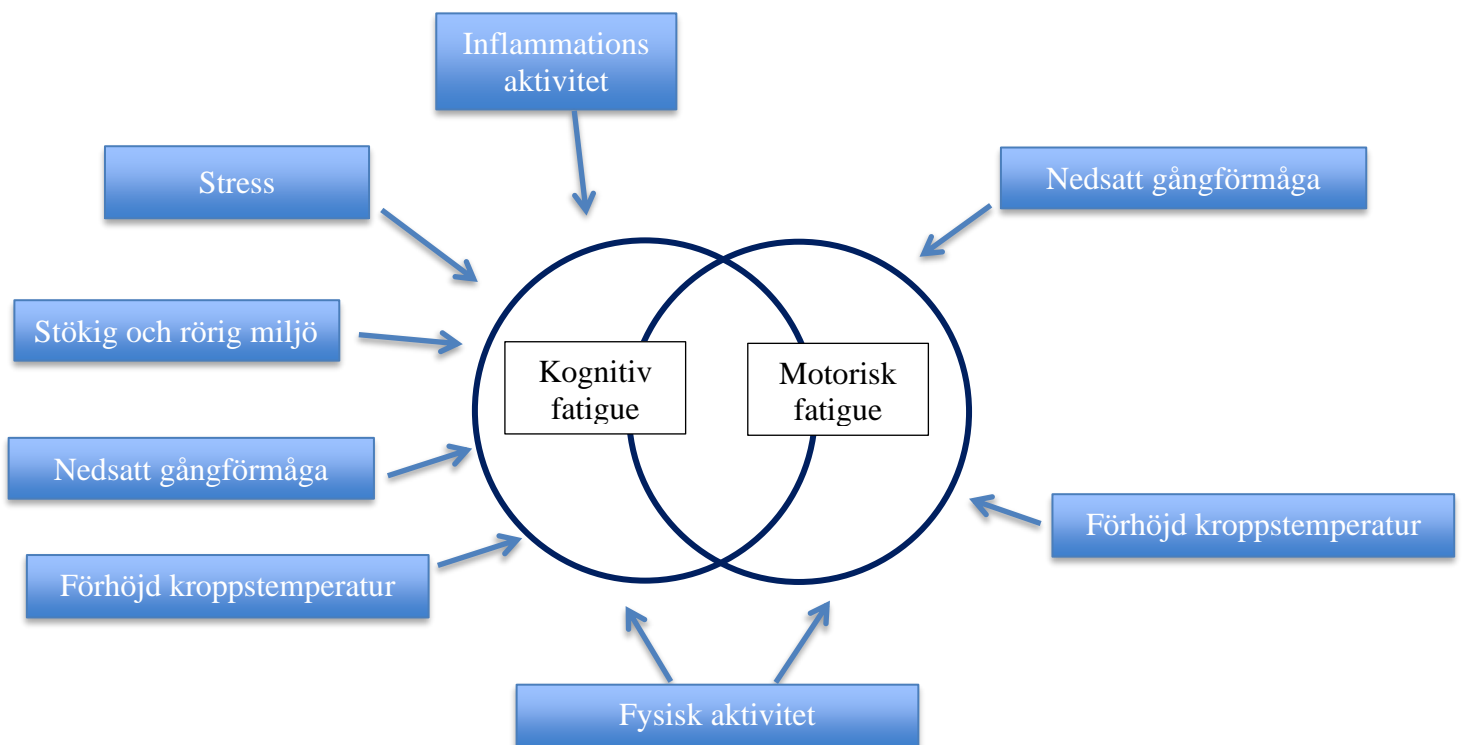 Inflammations
aktivitet
Stress
Nedsatt gångförmåga
Stökig och rörig miljö
Kognitiv
fatigue
Motorisk
fatigue
Nedsatt gångförmåga
Förhöjd kroppstemperatur
Förhöjd kroppstemperatur
Fysisk aktivitet